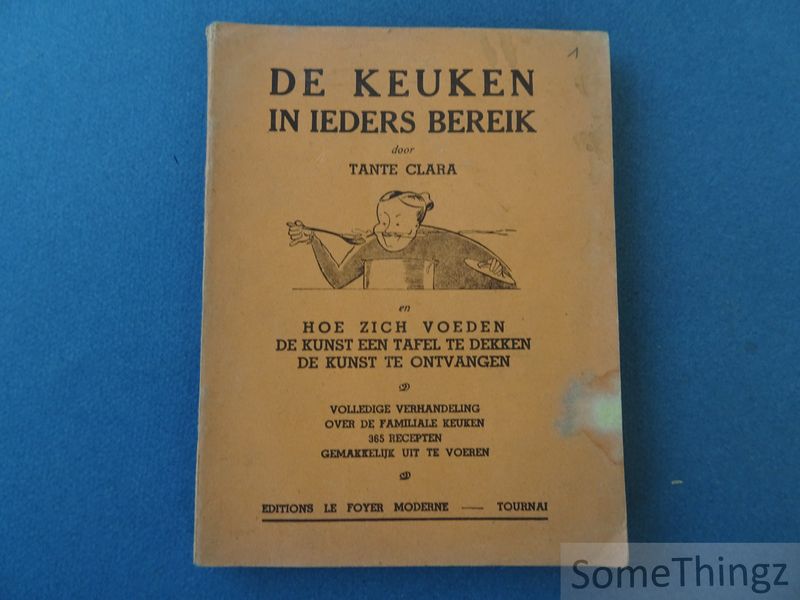 1
DE KEUKEN
IN IEDERS BEREIK
door
TANTE CLARA
en
HOE ZICH VOEDEN
DE KUNST EEN TAFEL TE DEKKEN
DE KUNST TE ONTVANGEN
VOLLEDIGE VERHANDELING
OVER DE FAMILIALE KEUKEN
365 RECEPTEN
GEMAKKELIJK UIT TE VOEREN
EDITIONS LE FOYER MODERNE — TOURNAI
SomeThingz